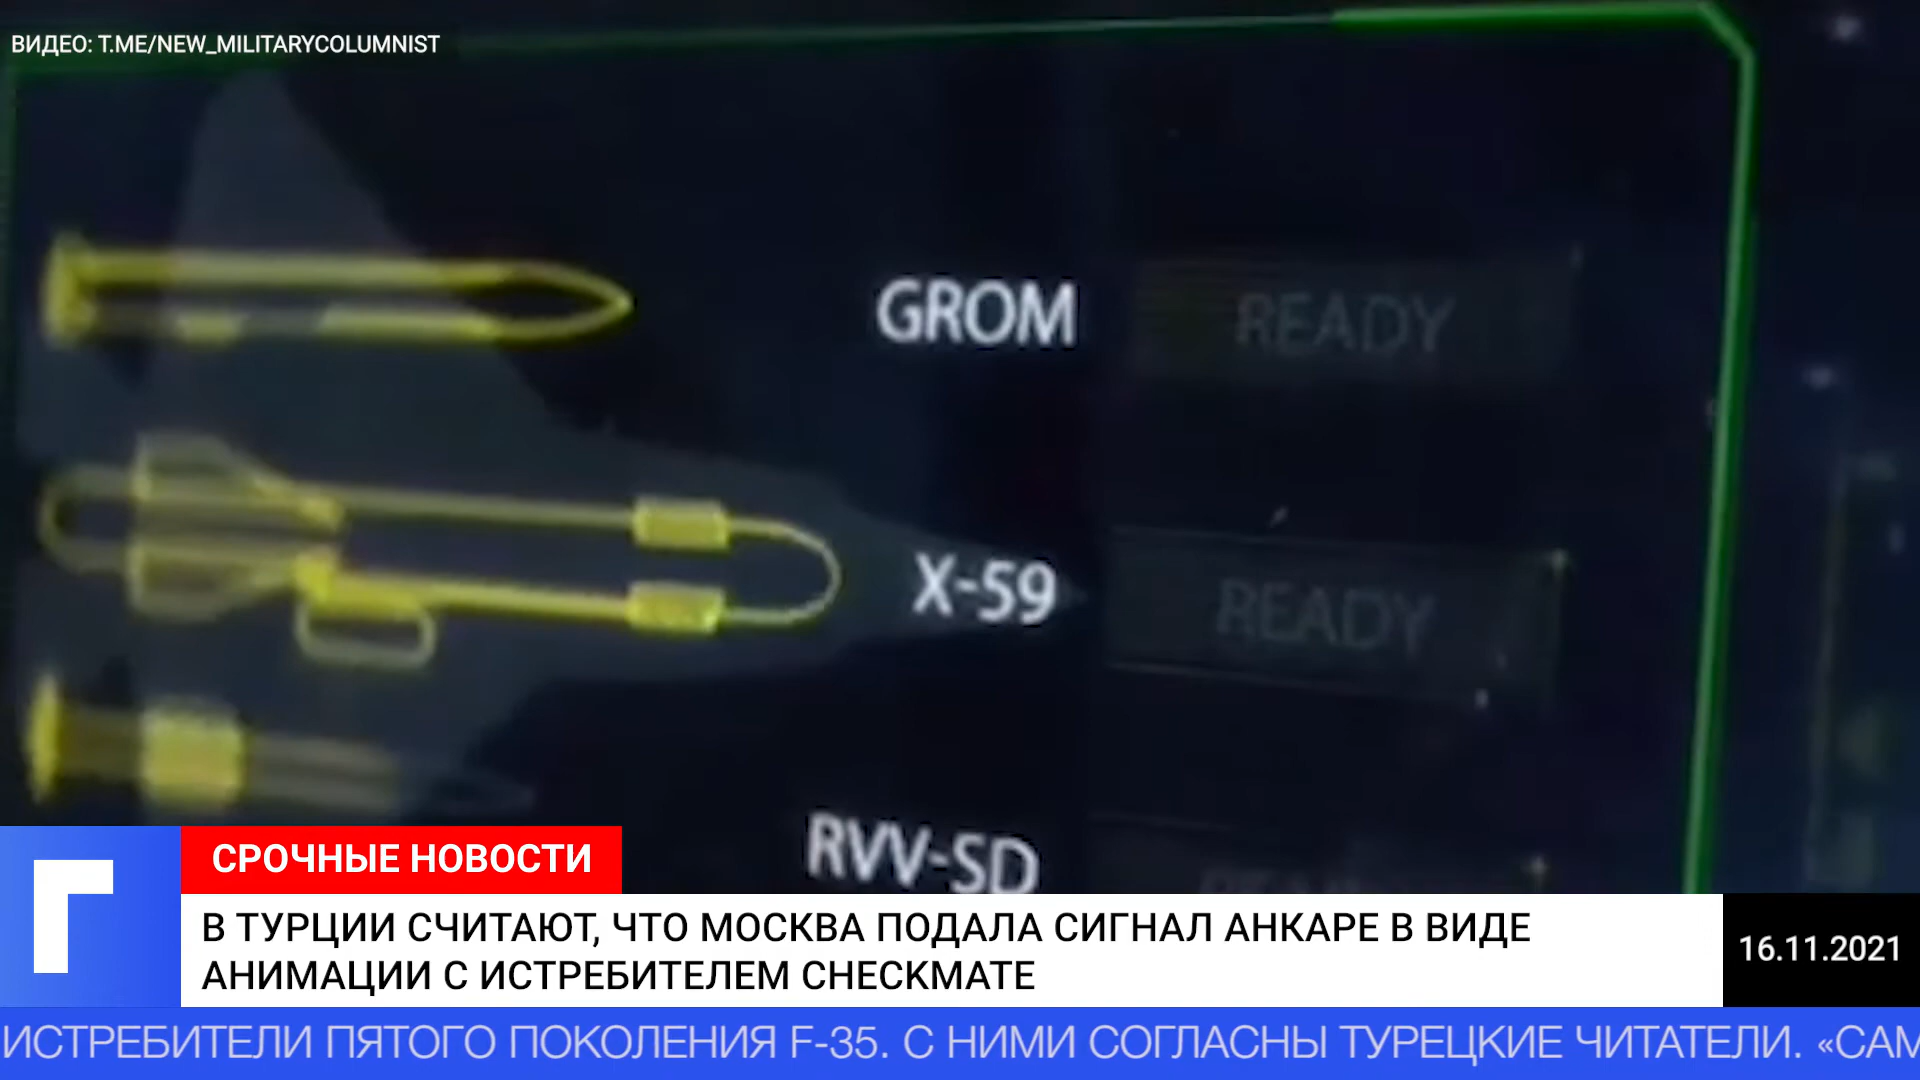 ВИДЕО: T.ME/NEW_MILITARYCOLUMNIST
GROM READY
X-59 READY
RVV-SD
СРОЧНЫЕ НОВОСТИ
В ТУРЦИИ СЧИТАЮТ, ЧТО МОСКВА ПОДАЛА СИГНАЛ АНКАРЕ В ВИДЕ
АНИМАЦИИ С ИСТРЕБИТЕЛЕМ CHECKMATE
16.11.2021
ИСТРЕБИТЕЛИ ПЯТОГО ПОКОЛЕНИЯ F-35. С НИМИ СОГЛАСНЫ ТУРЕЦКИЕ ЧИТАТЕЛИ. «САМ